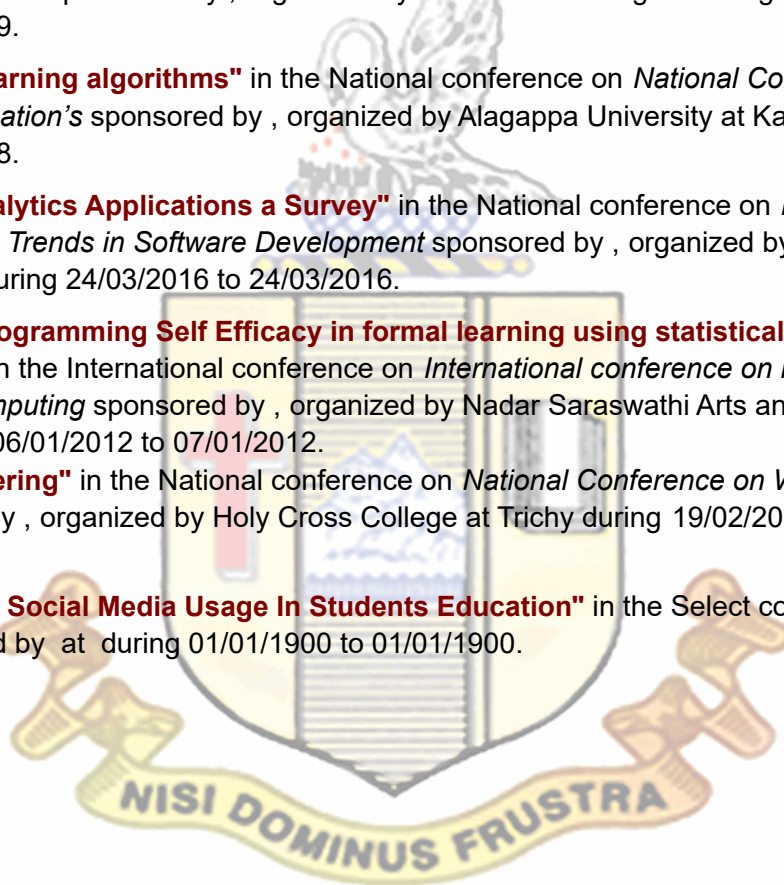 9.
arning algorithms" in the National conference on National Co
ation's sponsored by , organized by Alagappa University at Ka
8.
alytics Applications a Survey" in the National conference on
Trends in Software Development sponsored by , organized by
uring 24/03/2016 to 24/03/2016.
ogramming Self Efficacy in formal learning using statistical
n the International conference on International conference on
mputing sponsored by , organized by Nadar Saraswathi Arts an
06/01/2012 to 07/01/2012.
ering" in the National conference on National Conference on
y , organized by Holy Cross College at Trichy during 19/02/20
Social Media Usage In Students Education" in the Select co
d by at during 01/01/1900 to 01/01/1900.
NISI DOMINUS FRUSTRA